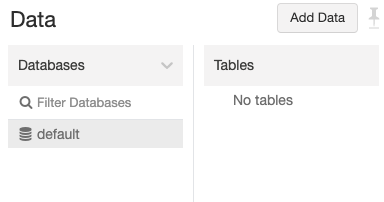 Data
Add Data
Databases
Filter Databases
default
Tables
No tables